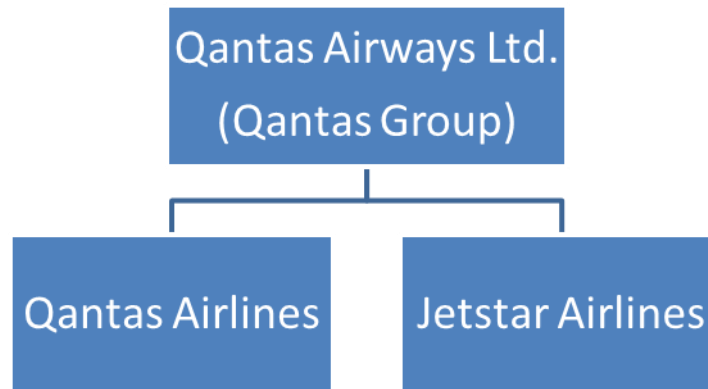 Qantas Airways Ltd.
(Qantas Group)
Qantas Airlines
Jetstar Airlines